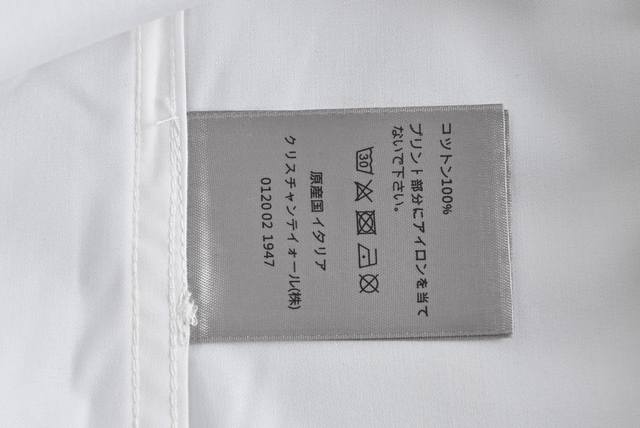 コットン100%
プリント部分にアイロンを当て
ないで下さい。
30
原産国 イタリア
クリスチャンディォール(株)
012002 1947